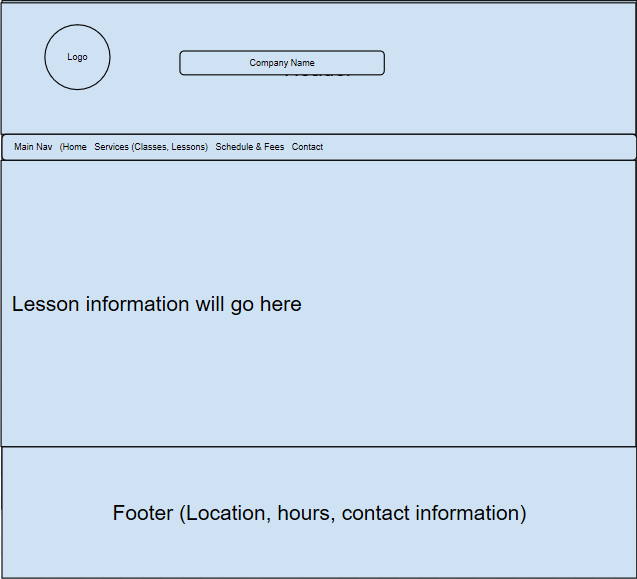 Logo
Company Name
Main Nav (Home Services (Classes, Lessons) Schedule & Fees Contact
Lesson information will go here
Footer (Location, hours, contact information)